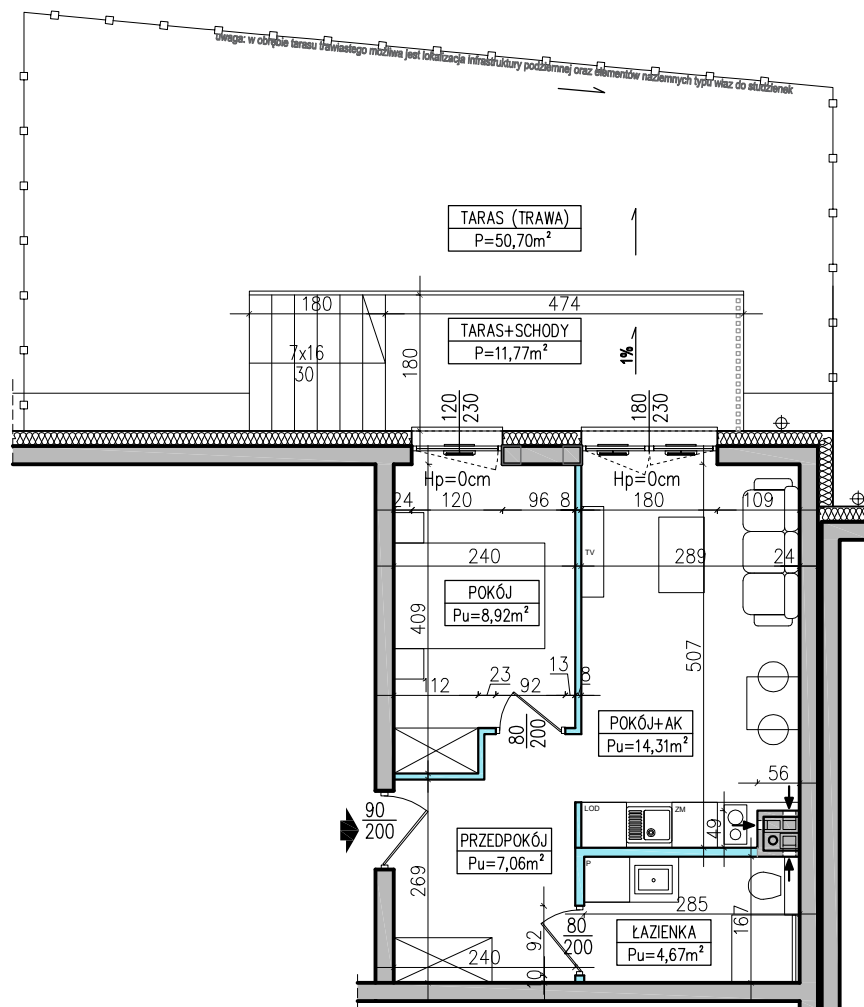 uwaga: w obrębie tarasu trawiastego możliwa jest lokalizacja infrastruktury podziemnej oraz elementów naziemnych typu właz do studzienek
TARAS (TRAWA)
P=50,70m²
180
474
TARAS+SCHODY
P=11,77m²
7x16
30
180
1%
120
230
180
230
Hp=0cm
Hp=0cm
24
120
96
8
180
109
TV
240
289
24
POKÓJ
Pu=8,92m²
409
507
112
23
92
13
8
80
200
POKÓJ+AK
Pu=14,31m²
56
LOD
ZM
49
90
200
PRZEDPOKÓJ
Pu=7,06m²
P
269
285
167
80
200
ŁAZIENKA
Pu=4,67m²
92
240